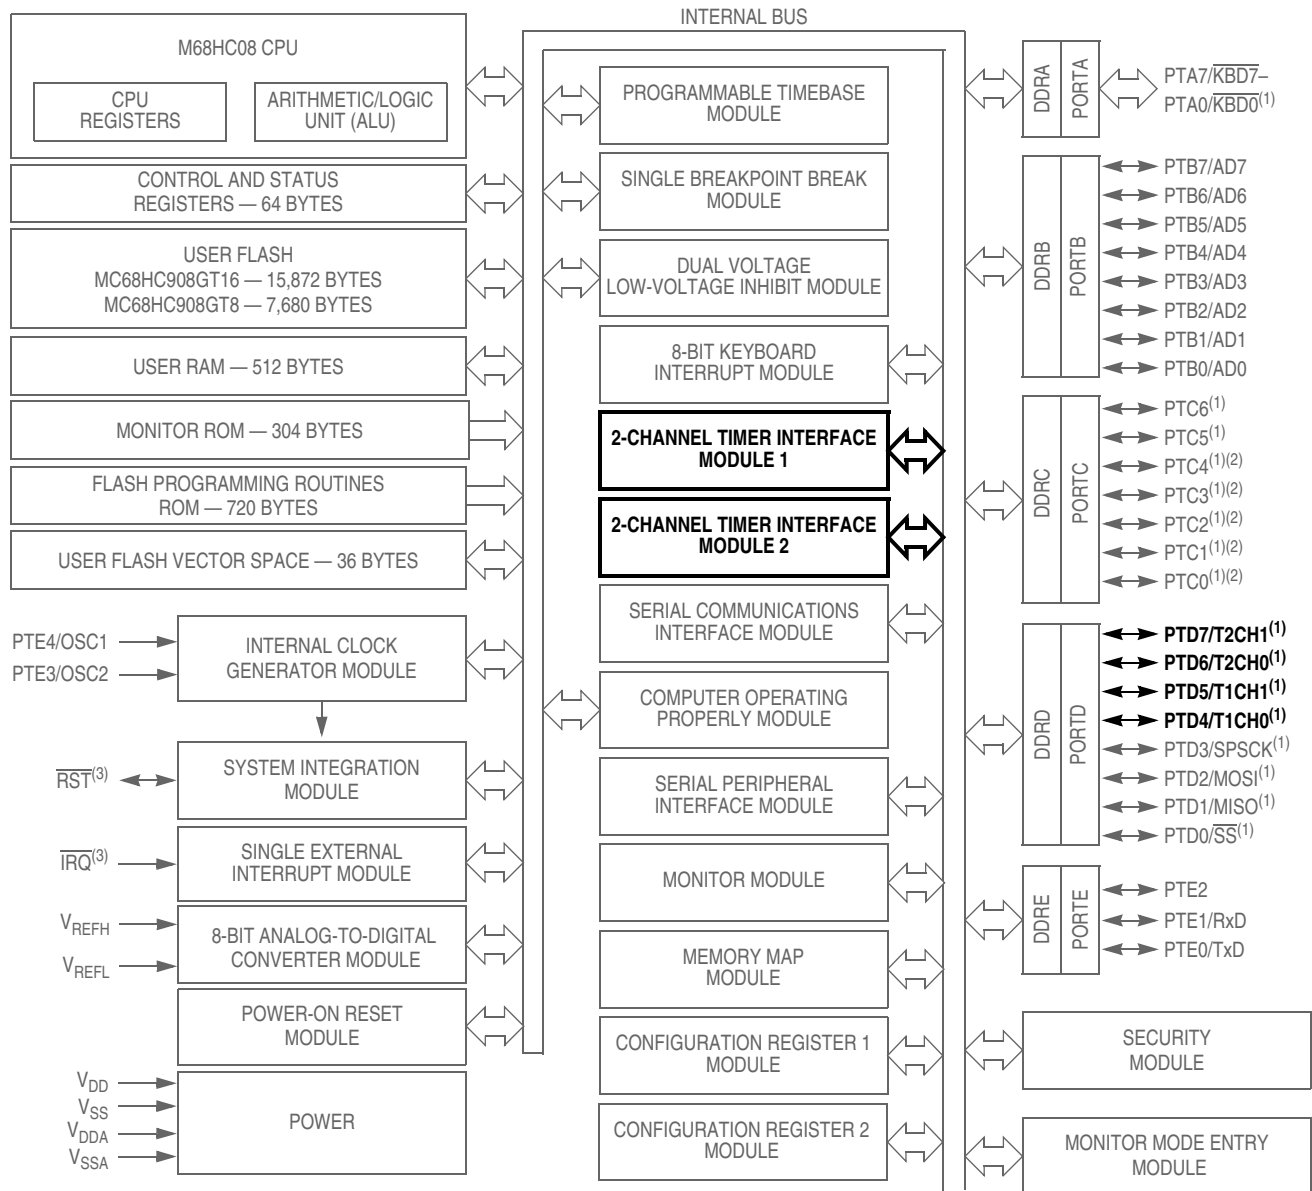 INTERNAL BUS
M68HC08 CPU
CPU
REGISTERS
ARITHMETIC/LOGIC
UNIT (ALU)
CONTROL AND STATUS
REGISTERS — 64 BYTES
USER FLASH
MC68HC908GT16 — 15,872 BYTES
MC68HC908GT8 — 7,680 BYTES
USER RAM — 512 BYTES
MONITOR ROM — 304 BYTES
FLASH PROGRAMMING ROUTINES
ROM — 720 BYTES
USER FLASH VECTOR SPACE — 36 BYTES
PTE4/OSC1
PTE3/OSC2
INTERNAL CLOCK
GENERATOR MODULE
RST(3)
SYSTEM INTEGRATION
MODULE
IRQ(3)
SINGLE EXTERNAL
INTERRUPT MODULE
VREFH
VREFL
8-BIT ANALOG-TO-DIGITAL
CONVERTER MODULE
POWER-ON RESET
MODULE
VDD
VSS
VDDA
VSSA
POWER
PROGRAMMABLE TIMEBASE
MODULE
SINGLE BREAKPOINT BREAK
MODULE
DUAL VOLTAGE
LOW-VOLTAGE INHIBIT MODULE
8-BIT KEYBOARD
INTERRUPT MODULE
2-CHANNEL TIMER INTERFACE
MODULE 1
2-CHANNEL TIMER INTERFACE
MODULE 2
SERIAL COMMUNICATIONS
INTERFACE MODULE
COMPUTER OPERATING
PROPERLY MODULE
SERIAL PERIPHERAL
INTERFACE MODULE
MONITOR MODULE
MEMORY MAP
MODULE
CONFIGURATION REGISTER 1
MODULE
CONFIGURATION REGISTER 2
MODULE
DDRA
PORTA
PTA7/KBD7–
PTA0/KBD0(1)
DDRB
PORTB
PTB7/AD7
PTB6/AD6
PTB5/AD5
PTB4/AD4
PTB3/AD3
PTB2/AD2
PTB1/AD1
PTB0/AD0
DDRC
PORTC
PTC6(1)
PTC5(1)
PTC4(1)(2)
PTC3(1)(2)
PTC2(1)(2)
PTC1(1)(2)
PTC0(1)(2)
DDRD
PORTD
PTD7/T2CH1(1)
PTD6/T2CH0(1)
PTD5/T1CH1(1)
PTD4/T1CH0(1)
PTD3/SPSCK(1)
PTD2/MOSI(1)
PTD1/MISO(1)
PTD0/SS(1)
DDRE
PORTE
PTE2
PTE1/RxD
PTE0/TxD
SECURITY
MODULE
MONITOR MODE ENTRY
MODULE